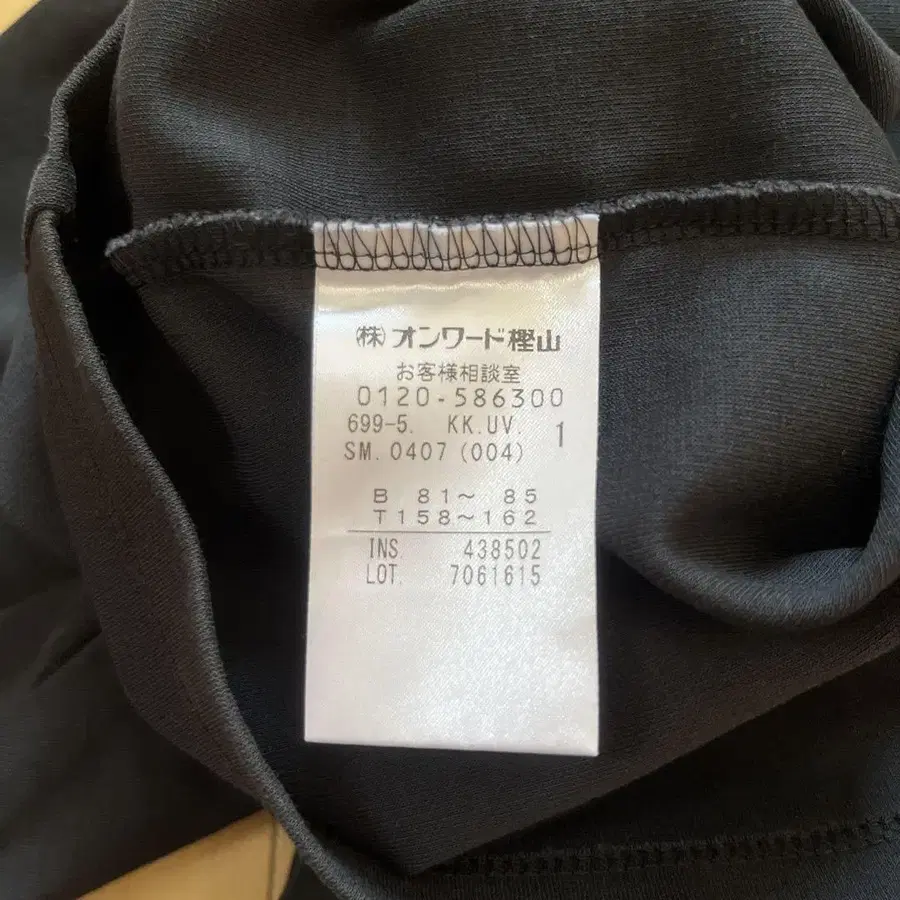 ㈱オンワード樫山
お客様相談室
0120-586300
699-5. KK.UV. 1
SM. 0407 (004)
B 81～ 85
T158～162
INS. 438502
LOT. 7061615